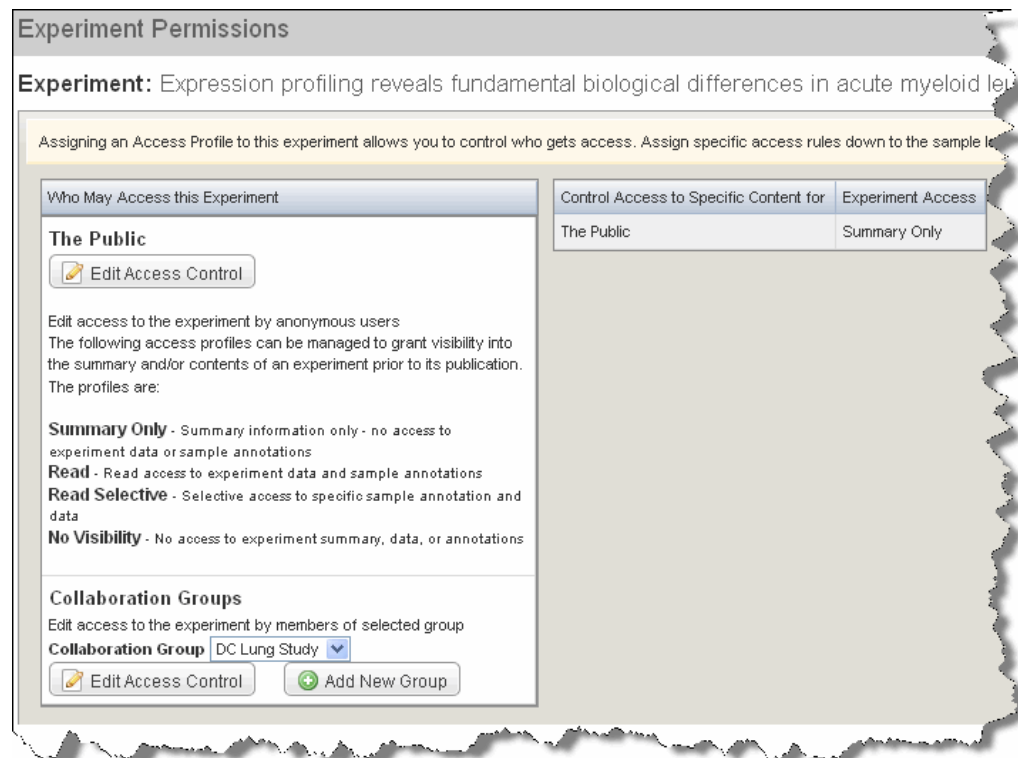 Experiment Permissions
Experiment: Expression profiling reveals fundamental biological differences in acute myeloid
Assigning an Access Profile to this experiment allows you to control who gets access. Assign specific access rules down to the sample
Who May Access this Experiment
The Public
Edit Access Control
Edit access to the experiment by anonymous users
The following access profiles can be managed to grant visibility into
the summary and/or contents of an experiment prior to its publication.
The profiles are:
Summary Only - Summary information only - no access to
experiment data or sample annotations
Read - Read access to experiment data and sample annotations
Read Selective - Selective access to specific sample annotation and
data
No Visibility - No access to experiment summary, data, or annotations
Collaboration Groups
Edit access to the experiment by members of selected group
Collaboration Group DC Lung Study
Edit Access Control Add New Group
Control Access to Specific Content for Experiment Access
The Public Summary Only